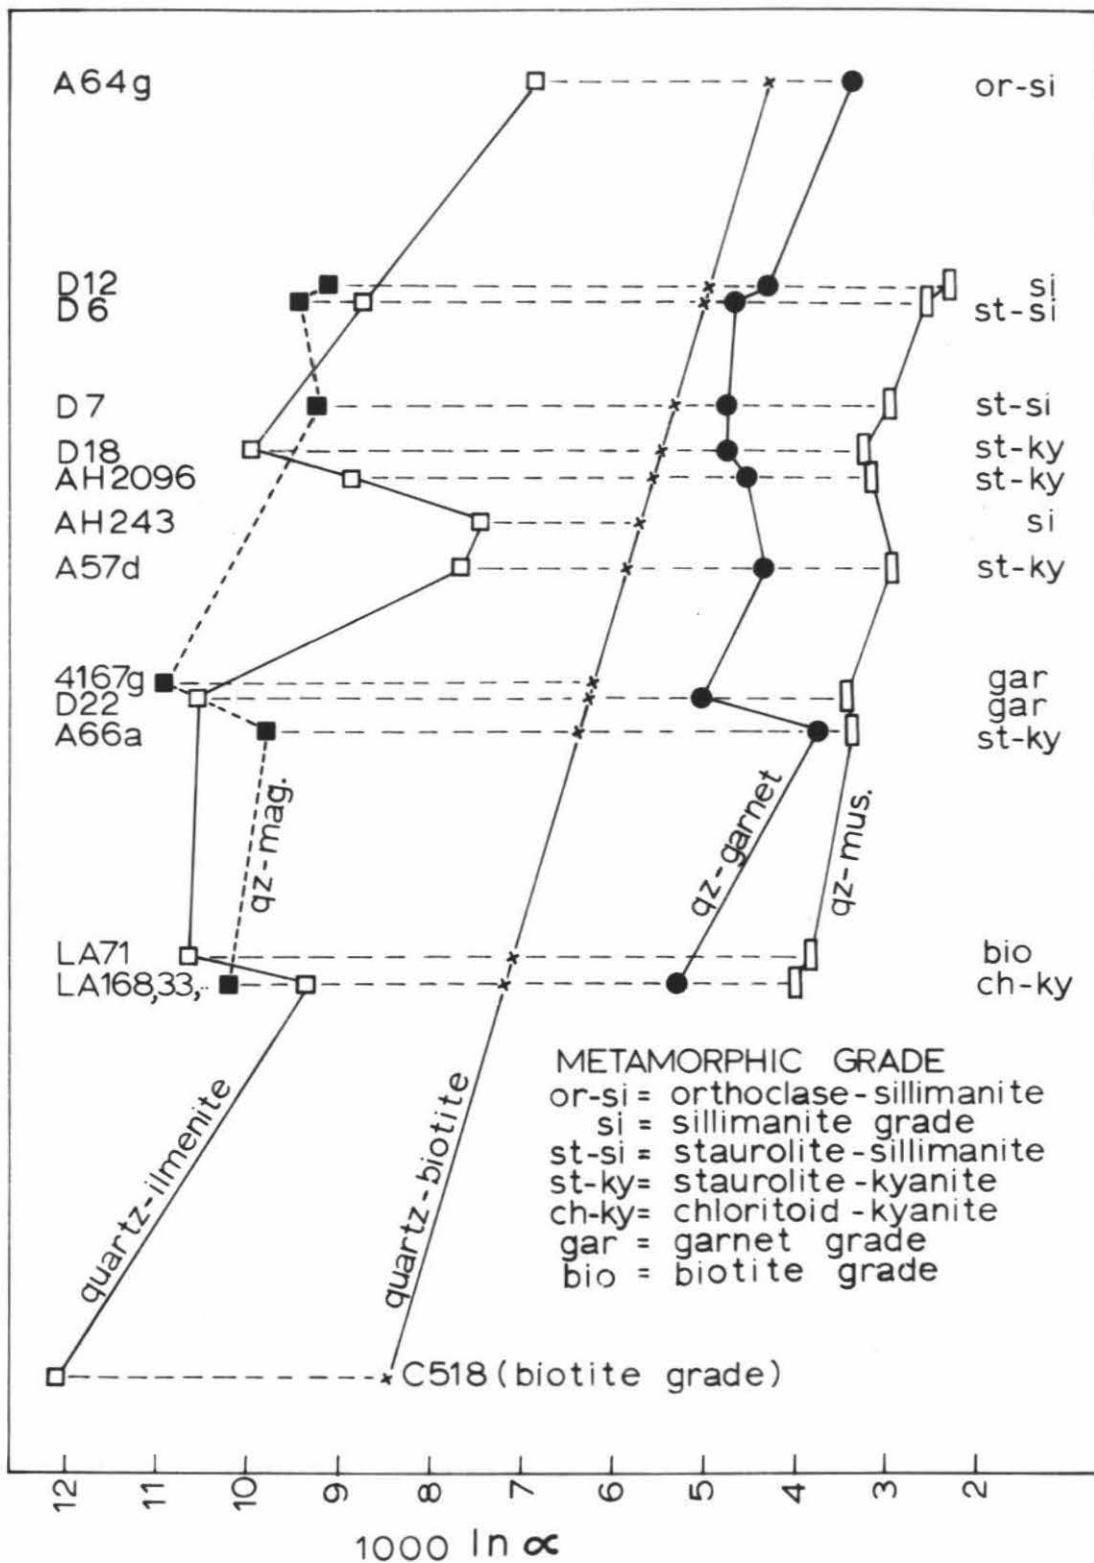 A64g or-si
D12 si
D6 st-si
D7 st-si
D18 st-ky
AH2096 st-ky
AH243 si
A57d st-ky
4167g gar
D22 gar
A66a st-ky
qz-mag.
qz-garnet
qz-mus.
LA71 bio
LA168,33,.. ch-ky
quartz-ilmenite
quartz-biotite
METAMORPHIC GRADE
or-si = orthoclase-sillimanite
si = sillimanite grade
st-si = staurolite-sillimanite
st-ky = staurolite-kyanite
ch-ky = chloritoid-kyanite
gar = garnet grade
bio = biotite grade
C518 (biotite grade)
12 11 10 9 8 7 6 5 4 3 2
1000 ln ∝